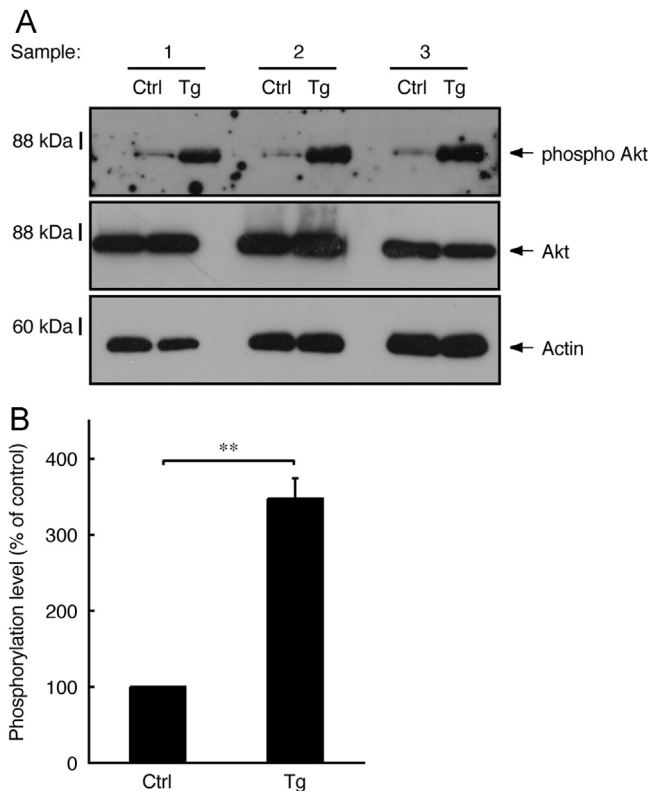 A
Sample: 1 2 3
Ctrl Tg Ctrl Tg Ctrl Tg
88 kDa
phospho Akt
88 kDa
Akt
60 kDa
Actin
B
Phosphorylation level (% of control)
**
400
300
200
100
0
Ctrl Tg